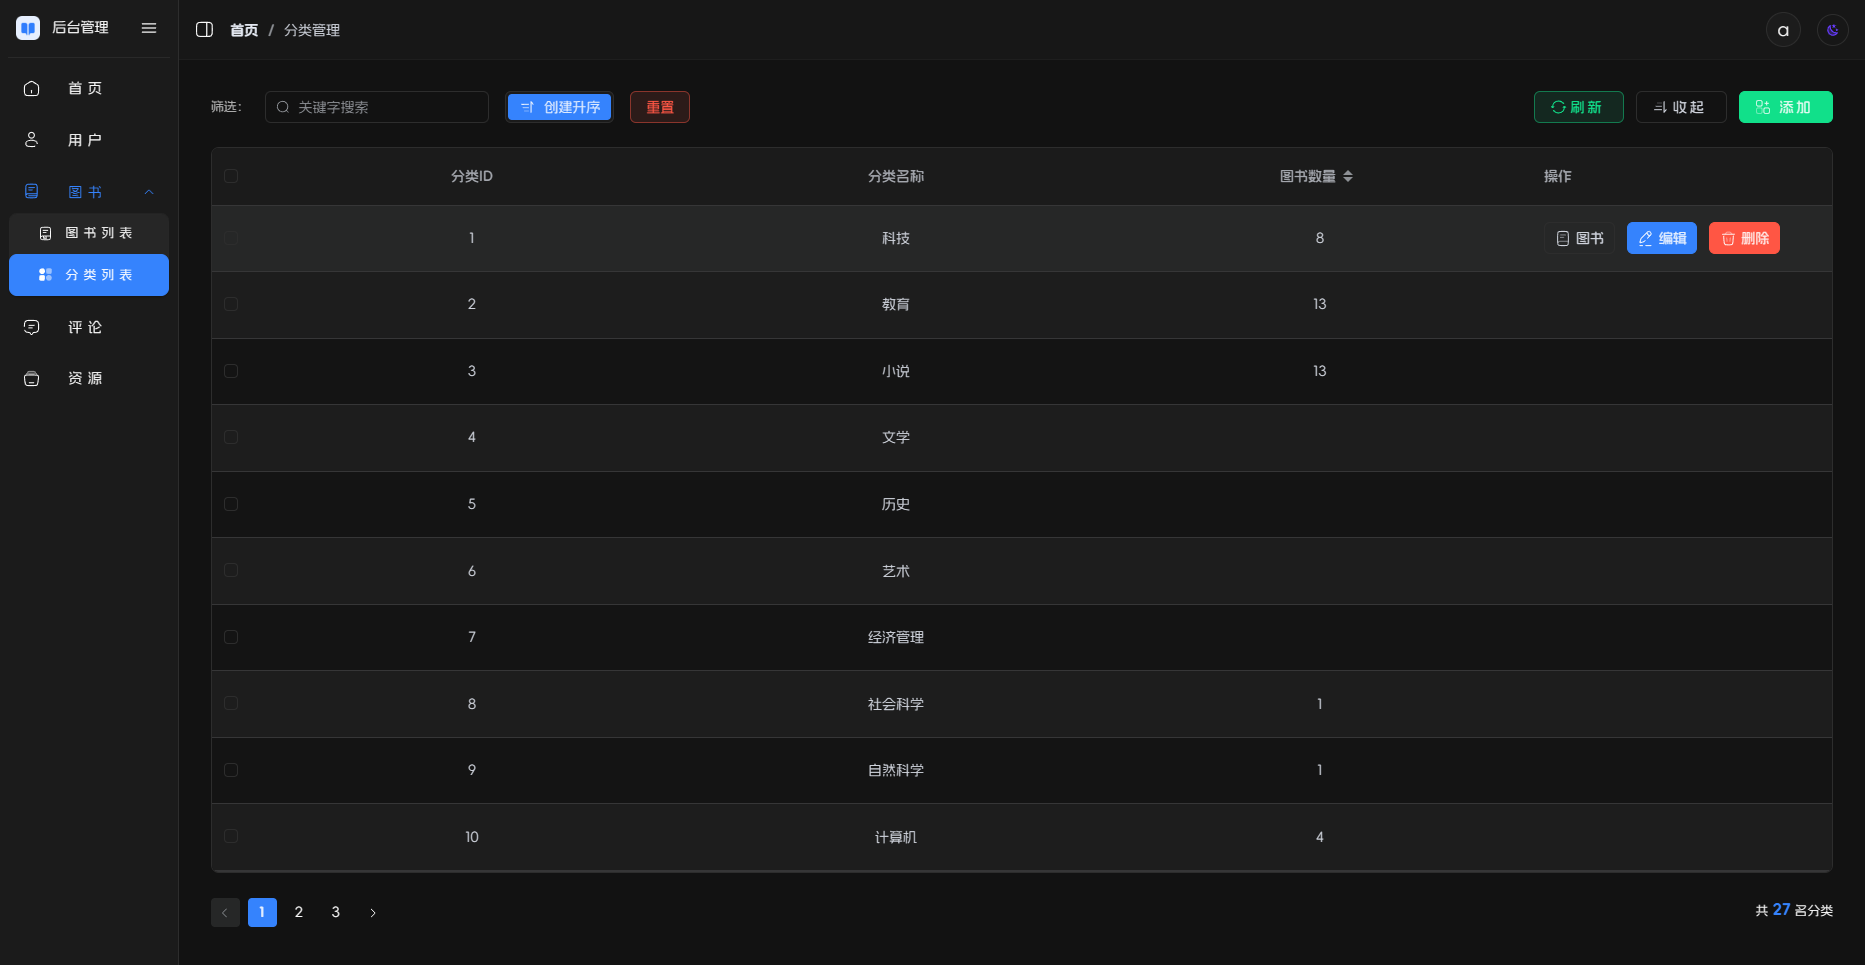 后台管理
首页 / 分类管理
a
首页
用户
图书
图书列表
分类列表
评论
资源
筛选： 关键字搜索 创建升序 重置 刷新 收起 添加
分类ID 分类名称 图书数量 操作
1 科技 8 图书 编辑 删除
2 教育 13
3 小说 13
4 文学
5 历史
6 艺术
7 经济管理
8 社会科学 1
9 自然科学 1
10 计算机 4
1 2 3
共 27 名分类